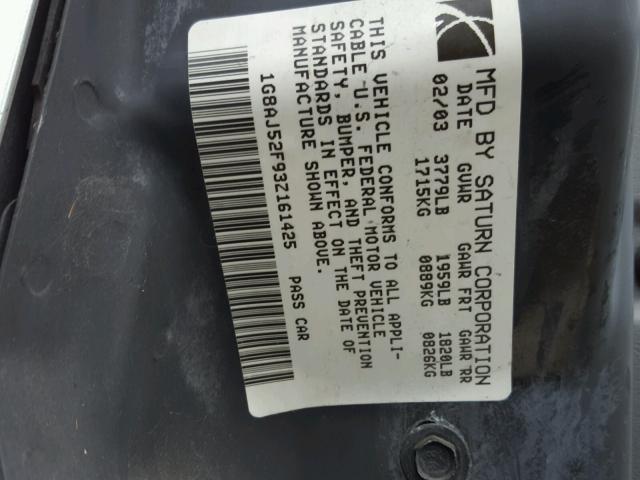 MFD BY SATURN CORPORATION
DATE GVWR GAWR FRT GAWR RR
02/03 3779LB 1959LB 1820LB
1715KG 0889KG 0826KG
THIS VEHICLE CONFORMS TO ALL APPLI-
CABLE U.S. FEDERAL MOTOR VEHICLE
SAFETY, BUMPER, AND THEFT PREVENTION
STANDARDS IN EFFECT ON THE DATE OF
MANUFACTURE SHOWN ABOVE.
1G8AJ52F93Z161425 PASS CAR